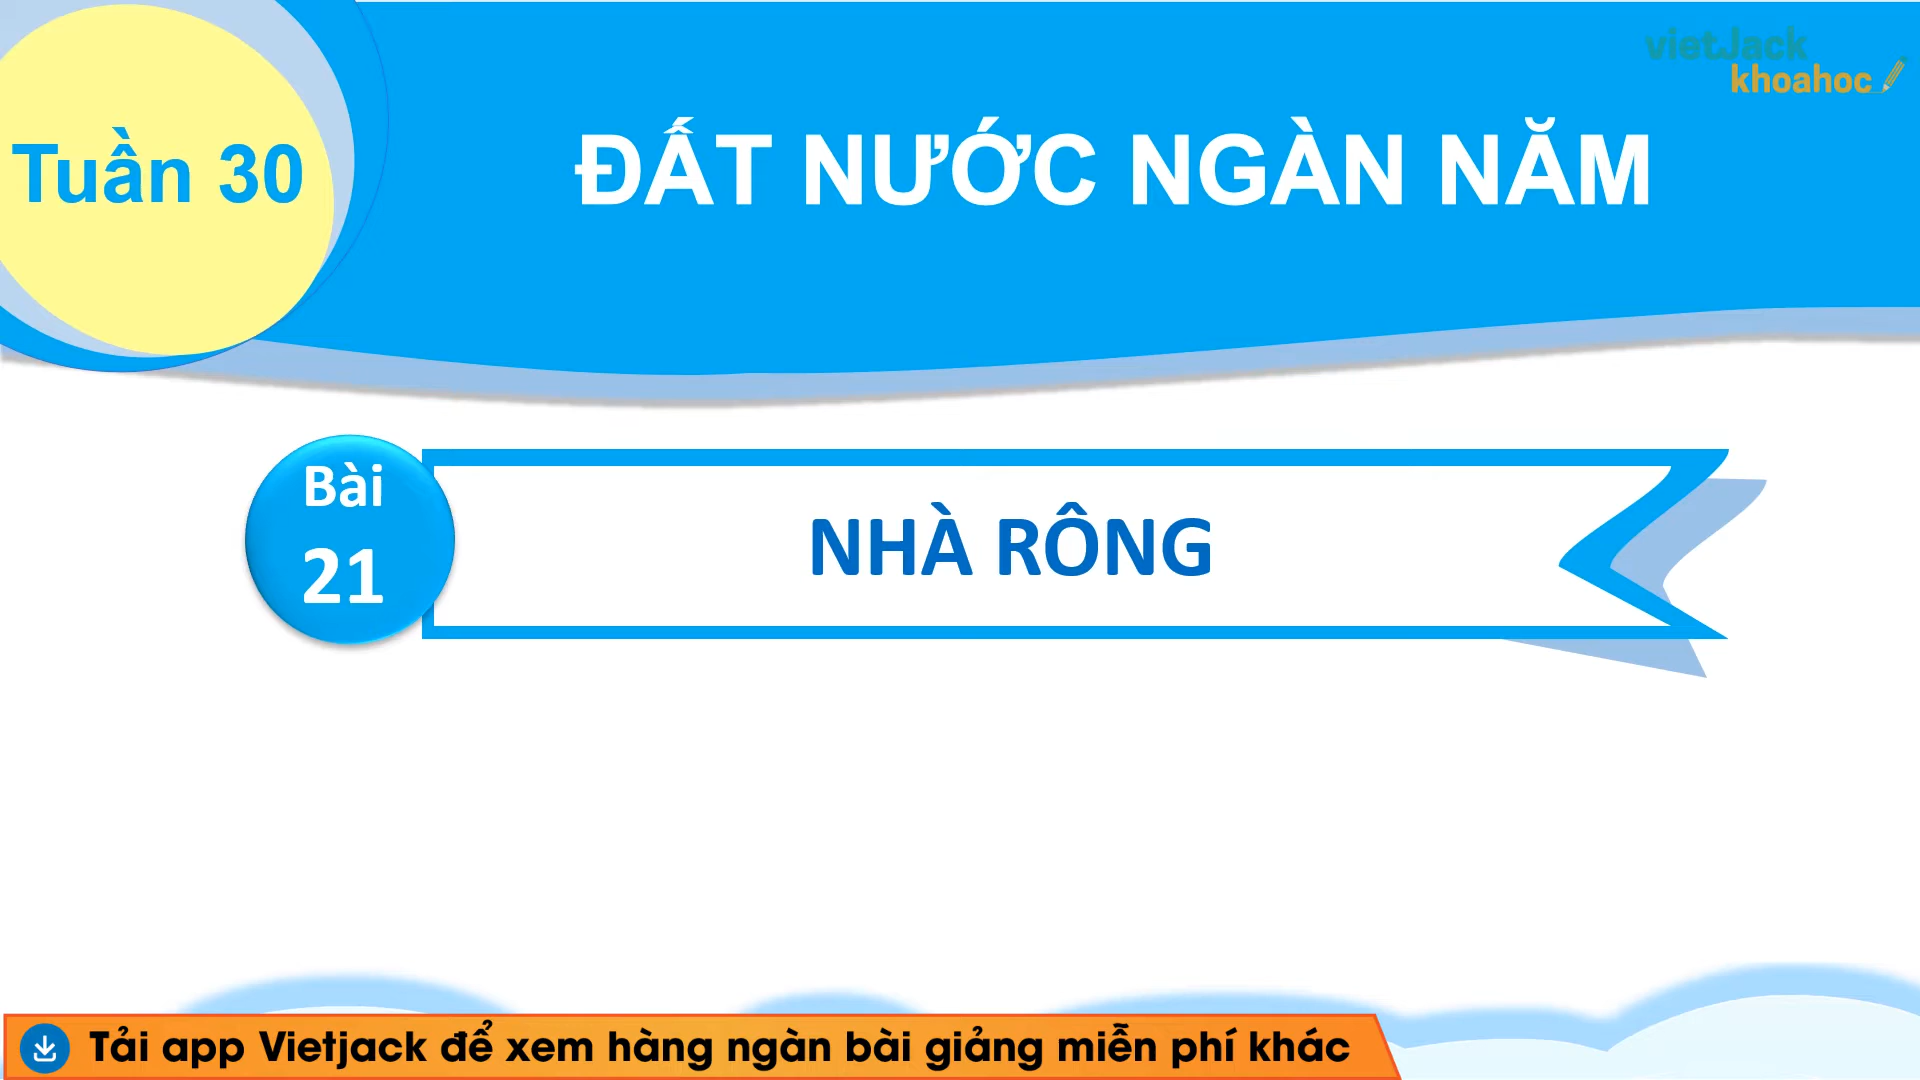 vietJack
khoahoc
Tuần 30
ĐẤT NƯỚC NGÀN NĂM
Bài
21
NHÀ RÔNG
Tải app Vietjack để xem hàng ngàn bài giảng miễn phí khác